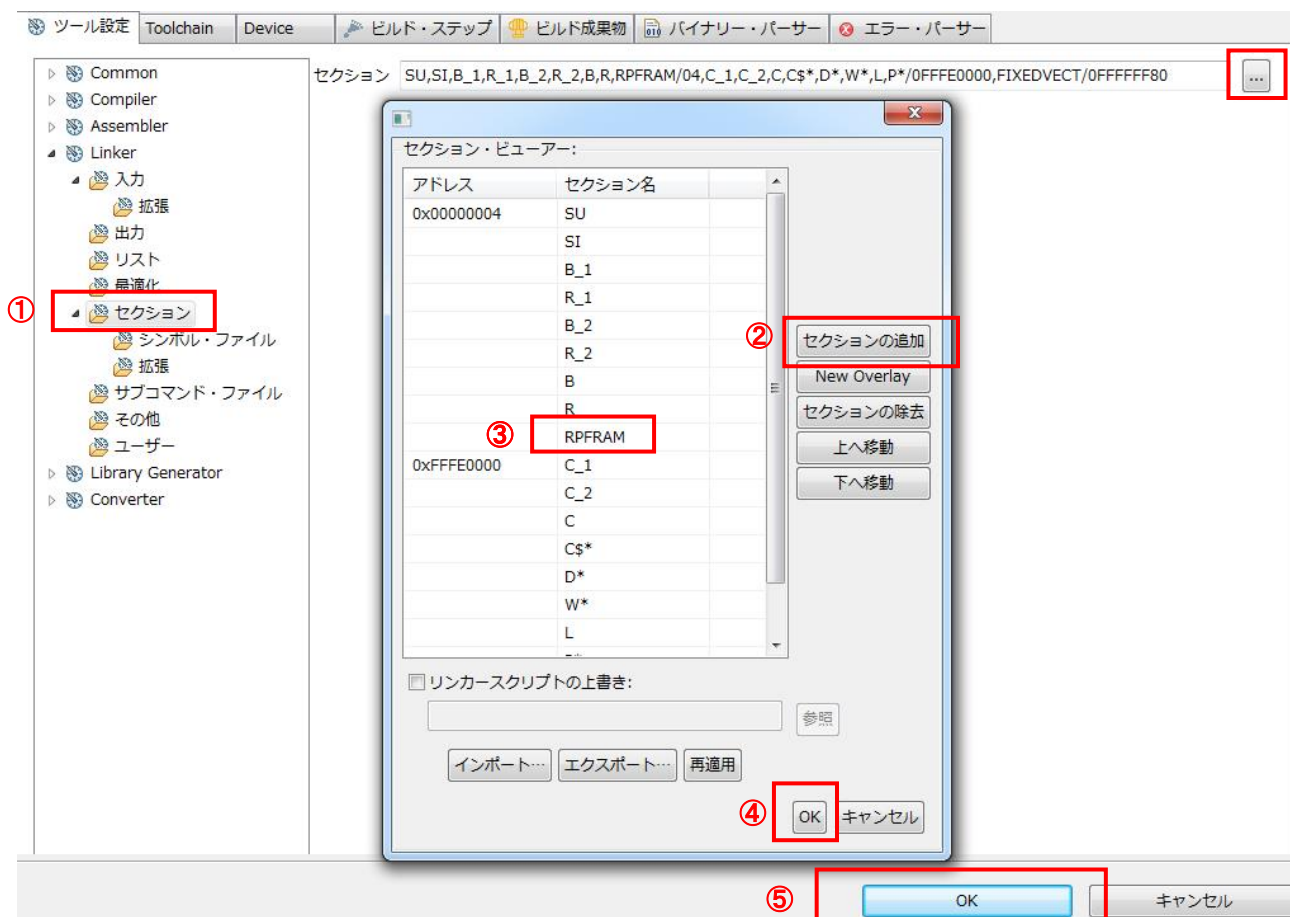 ツール設定 Toolchain Device ビルド・ステップ ビルド成果物 バイナリー・パーサー エラー・パーサー
Common
Compiler
Assembler
Linker
入力
拡張
出力
リスト
最適化
① セクション
シンボル・ファイル
拡張
サブコマンド・ファイル
その他
ユーザー
Library Generator
Converter
セクション SU,SI,B_1,R_1,B_2,R_2,B,R,RPFRAM/04,C_1,C_2,C,C$*,D*,W*,L,P*/0FFFE0000,FIXEDVECT/0FFFFFF80 ...
セクション・ビューアー:
アドレス セクション名
0x00000004 SU
SI
B_1
R_1
B_2
R_2
B
R
③ RPFRAM
0xFFFE0000 C_1
C_2
C
C$*
D*
W*
L
② セクションの追加
New Overlay
セクションの除去
上へ移動
下へ移動
リンカースクリプトの上書き:
参照
インポート… エクスポート… 再適用
④ OK キャンセル
⑤ OK キャンセル